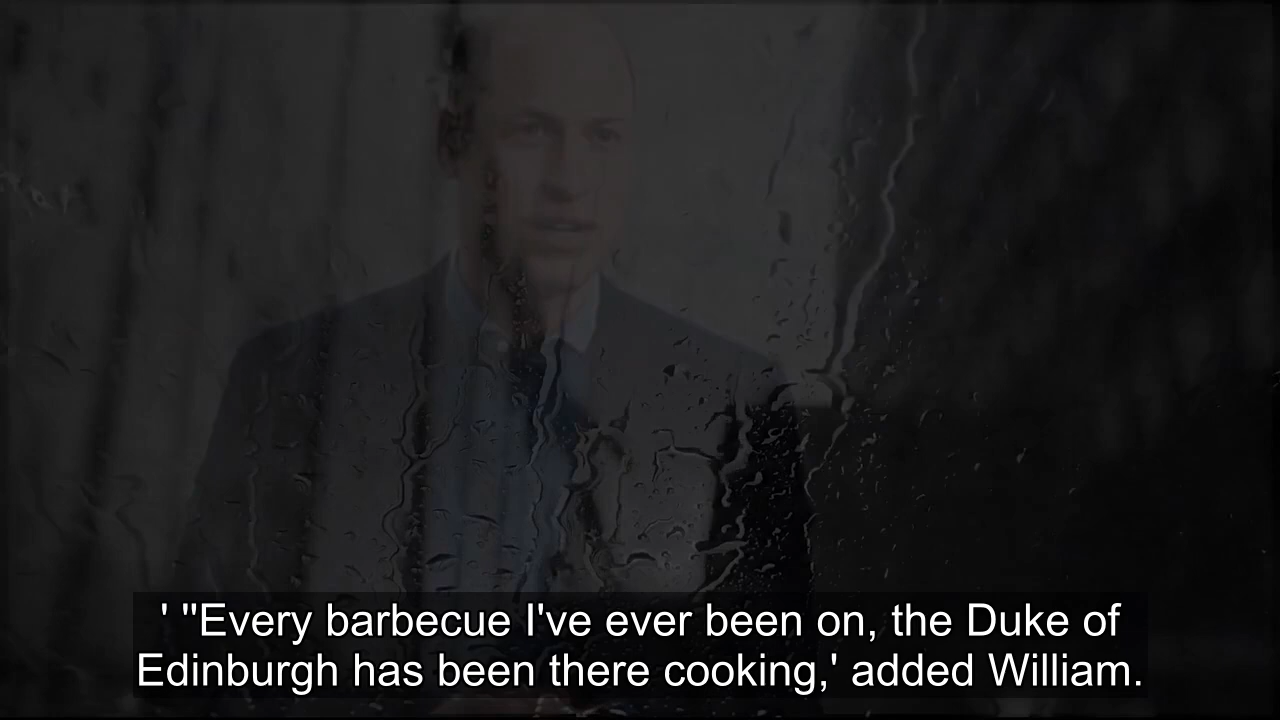 ' "Every barbecue I've ever been on, the Duke of
Edinburgh has been there cooking,' added William.